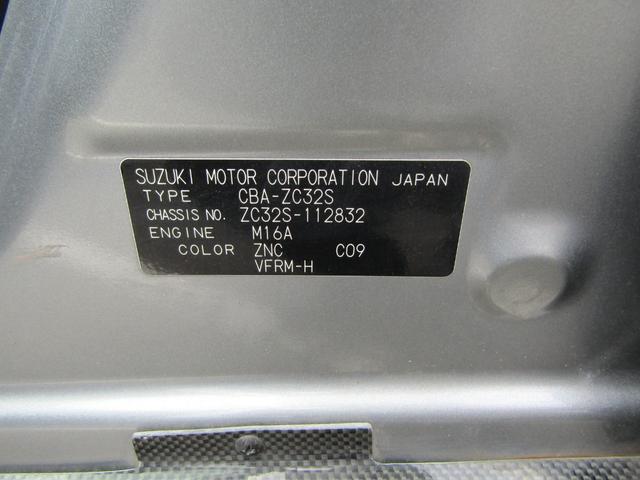 SUZUKI MOTOR CORPORATION JAPAN
TYPE CBA-ZC32S
CHASSIS NO. ZC32S-112832
ENGINE M16A
COLOR ZNC C09
VFRM-H